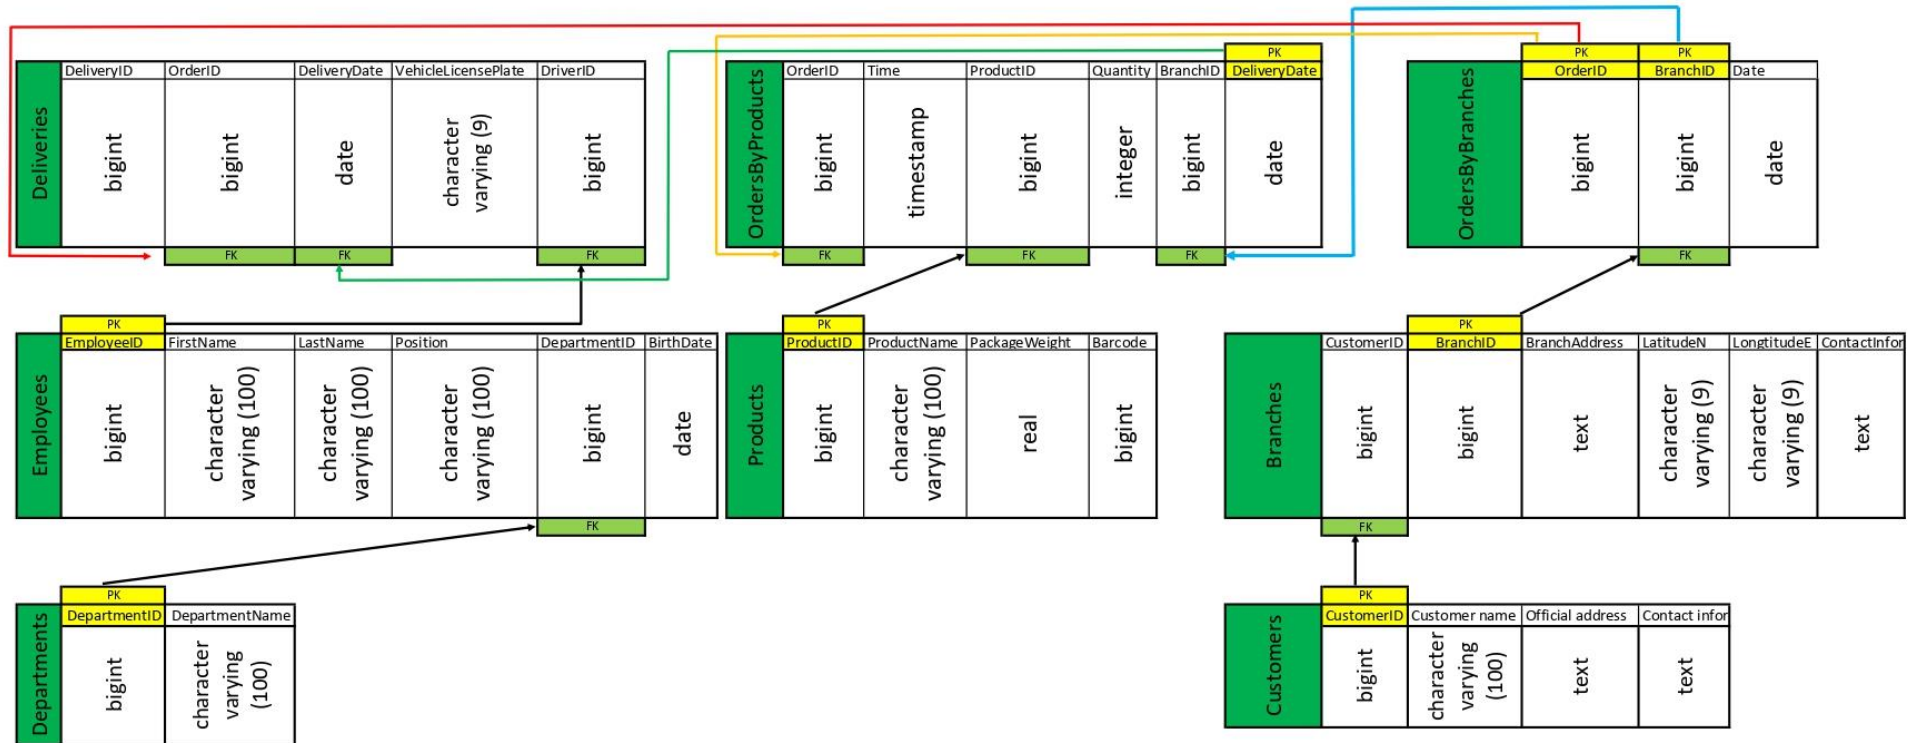 PK PK PK
Deliveries
DeliveryID OrderID DeliveryDate VehicleLicensePlate DriverID
bigint bigint date character varying (9) bigint
FK FK FK
OrdersByProducts
OrderID Time ProductID Quantity BranchID DeliveryDate
bigint timestamp bigint integer bigint date
FK FK FK
OrdersByBranches
OrderID BranchID Date
bigint bigint date
FK
PK
Employees
EmployeeID FirstName LastName Position DepartmentID BirthDate
bigint character varying (100) character varying (100) character varying (100) bigint date
FK
PK
Products
ProductID ProductName PackageWeight Barcode
bigint character varying (100) real bigint
PK
Branches
CustomerID BranchID BranchAddress LatitudeN LongtitudeE ContactInfor
bigint bigint text character varying (9) character varying (9) text
FK
PK
Departments
DepartmentID DepartmentName
bigint character varying (100)
PK
Customers
CustomerID Customer name Official address Contact infor
bigint character varying (100) text text